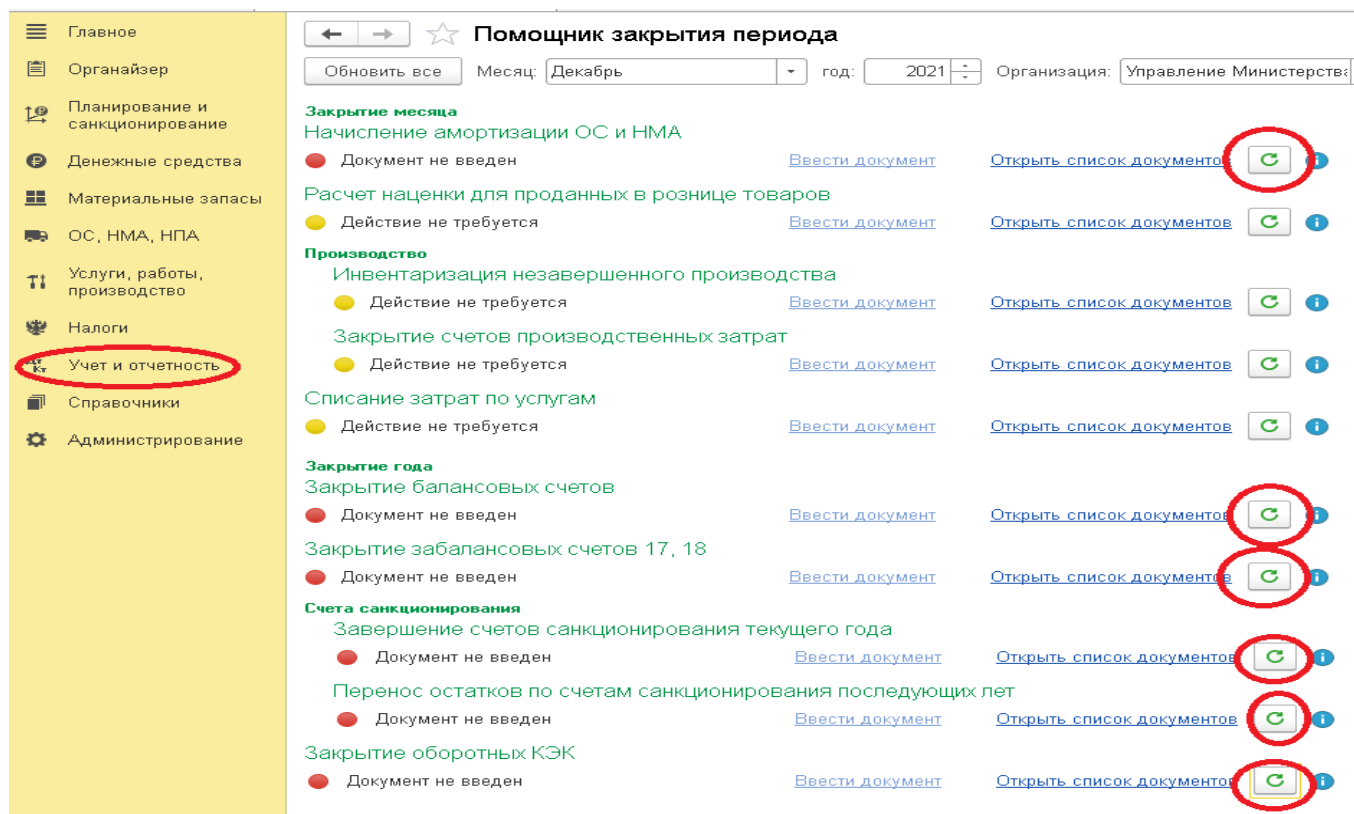 Главное
Органайзер
Планирование и
санкционирование
Денежные средства
Материальные запасы
ОС, НМА, НПА
Услуги, работы,
производство
Налоги
Учет и отчетность
Справочники
Администрирование
Помощник закрытия периода
Обновить все Месяц: Декабрь год: 2021 Организация: Управление Министерства
Закрытие месяца
Начисление амортизации ОС и НМА
Документ не введен Ввести документ Открыть список документов
Расчет наценки для проданных в рознице товаров
Действие не требуется Ввести документ Открыть список документов
Производство
Инвентаризация незавершенного производства
Действие не требуется Ввести документ Открыть список документов
Закрытие счетов производственных затрат
Действие не требуется Ввести документ Открыть список документов
Списание затрат по услугам
Действие не требуется Ввести документ Открыть список документов
Закрытие года
Закрытие балансовых счетов
Документ не введен Ввести документ Открыть список документов
Закрытие забалансовых счетов 17, 18
Документ не введен Ввести документ Открыть список документов
Счета санкционирования
Завершение счетов санкционирования текущего года
Документ не введен Ввести документ Открыть список документов
Перенос остатков по счетам санкционирования последующих лет
Документ не введен Ввести документ Открыть список документов
Закрытие оборотных КЭК
Документ не введен Ввести документ Открыть список документов